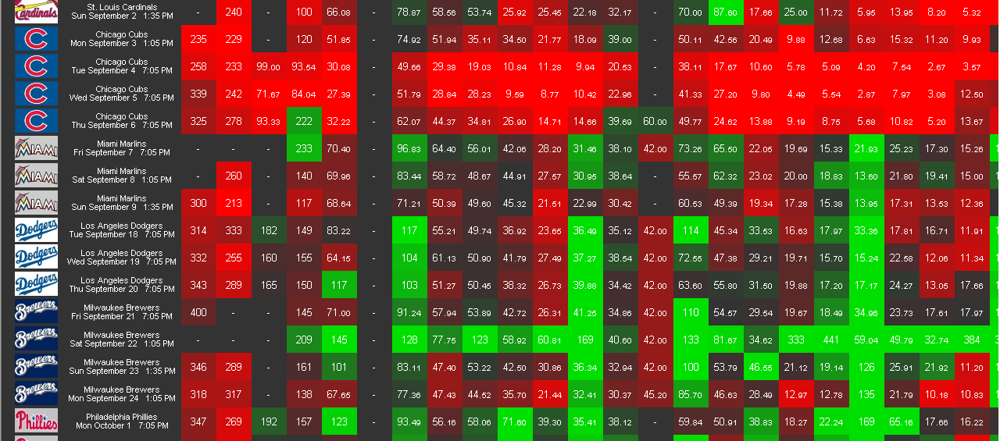 Cardinals St. Louis Cardinals
Sun September 2 1:35 PM - 240 - 100 66.08 - 78.87 58.56 53.74 25.92 25.45 22.18 32.17 - 70.00 87.60 17.66 25.00 11.72 5.95 13.95 8.20 5.32
C Chicago Cubs
Mon September 3 1:05 PM 235 229 - 120 51.85 - 74.92 51.94 35.11 34.50 21.77 18.09 39.00 - 50.11 42.56 20.49 9.88 12.68 6.63 15.32 11.20 9.93
C Chicago Cubs
Tue September 4 7:05 PM 258 233 99.00 93.54 30.08 - 49.66 29.38 19.03 10.84 11.28 9.94 20.53 - 38.11 17.67 10.60 5.78 5.09 4.20 7.54 2.67 3.57
C Chicago Cubs
Wed September 5 7:05 PM 339 242 71.67 84.04 27.39 - 51.79 28.84 28.23 9.59 8.77 10.42 22.96 - 41.33 27.20 9.80 4.49 5.54 2.87 7.97 3.08 12.50
C Chicago Cubs
Thu September 6 7:05 PM 325 278 93.33 222 32.22 - 62.07 44.37 34.81 26.90 14.71 14.66 39.69 60.00 49.77 24.62 13.88 9.19 8.75 5.68 10.82 5.20 13.67
MIAMI Miami Marlins
Fri September 7 7:05 PM - - - 233 70.40 - 96.83 64.40 56.01 42.06 28.20 31.46 38.10 42.00 73.26 65.50 22.05 19.69 15.33 21.93 25.23 17.30 15.26
MIAMI Miami Marlins
Sat September 8 1:05 PM - 260 - 140 69.96 - 83.44 58.72 48.67 44.91 27.57 30.95 38.64 - 55.57 62.32 23.02 20.00 18.83 13.60 21.80 19.41 15.00
MIAMI Miami Marlins
Sun September 9 1:35 PM 300 213 - 117 68.64 - 71.21 50.39 49.60 45.32 21.51 22.99 30.42 - 60.53 49.39 19.34 17.28 15.38 13.95 17.31 13.53 12.36
Dodgers Los Angeles Dodgers
Tue September 18 7:05 PM 314 333 182 149 83.22 - 117 55.21 49.74 36.92 23.65 36.49 35.12 42.00 114 45.34 33.53 16.63 17.97 33.36 17.81 16.71 11.91
Dodgers Los Angeles Dodgers
Wed September 19 7:05 PM 332 255 160 155 64.15 - 104 61.13 50.90 41.79 27.49 37.27 38.54 42.00 72.55 47.38 29.21 19.71 15.70 15.24 22.58 12.06 11.34
Dodgers Los Angeles Dodgers
Thu September 20 7:05 PM 343 289 165 150 117 - 103 51.27 50.45 38.32 26.73 39.88 34.42 42.00 63.60 55.80 31.50 19.88 17.20 17.17 24.27 13.05 17.66
Brewers Milwaukee Brewers
Fri September 21 7:05 PM 400 - - 145 71.00 - 91.24 57.94 53.89 42.72 26.31 41.25 34.86 42.00 110 54.57 29.54 19.67 18.49 34.96 23.73 17.61 17.97
Brewers Milwaukee Brewers
Sat September 22 1:05 PM - - - 209 145 - 128 77.75 123 58.92 60.81 169 40.60 42.00 133 81.67 34.62 333 441 59.04 49.79 32.74 384
Brewers Milwaukee Brewers
Sun September 23 1:35 PM 346 289 - 161 101 - 83.11 47.40 53.22 42.50 30.86 36.34 32.94 42.00 100 53.79 46.55 21.12 19.14 126 25.91 21.92 11.20
Brewers Milwaukee Brewers
Mon September 24 1:05 PM 318 317 - 138 67.65 - 77.36 47.43 44.52 35.70 21.44 32.41 30.37 45.20 85.70 46.63 28.49 12.97 12.78 135 21.79 10.18 10.83
Phillies Philadelphia Phillies
Mon October 1 7:05 PM 347 269 192 157 123 - 93.49 56.16 58.06 71.60 39.30 35.41 38.12 - 59.84 50.91 38.83 18.27 22.24 169 65.16 17.66 16.22